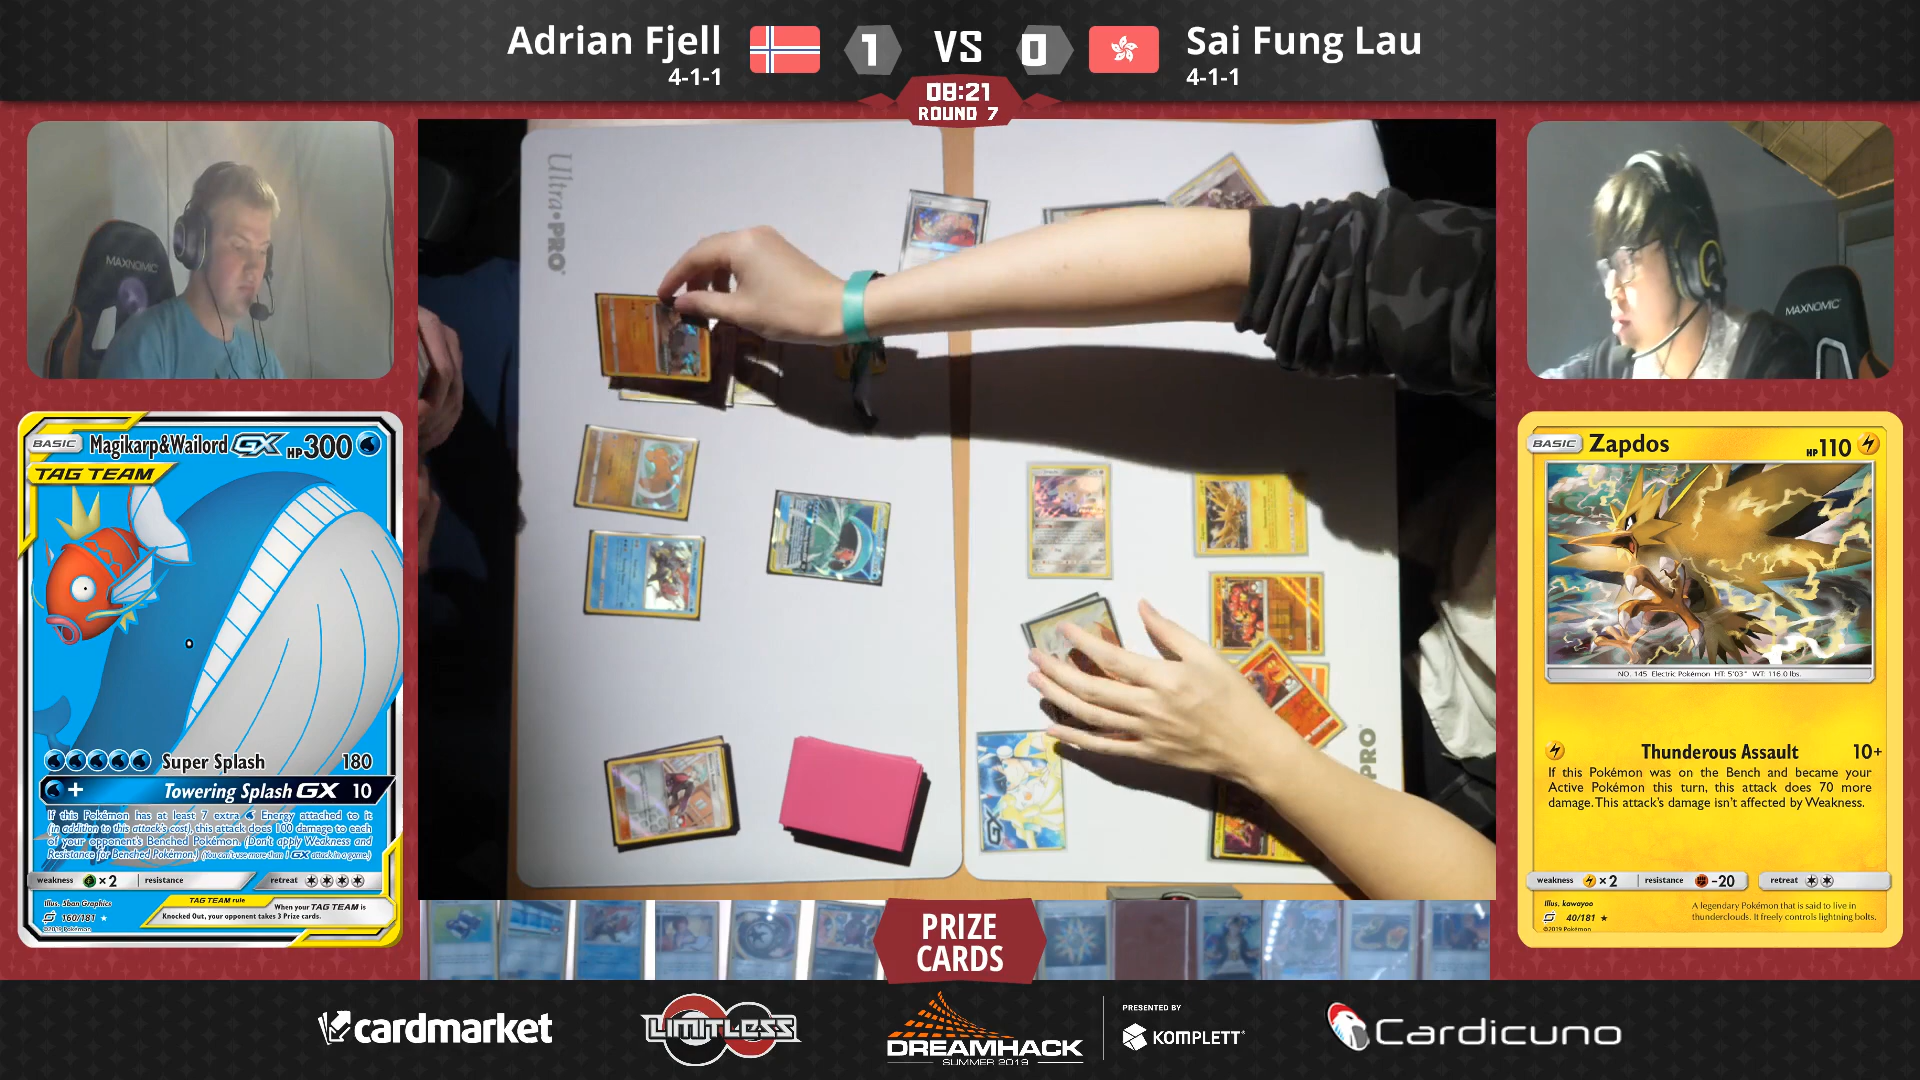 Adrian Fjell
4-1-1
1 VS 0
Sai Fung Lau
4-1-1
08:21
ROUND 7
MAXNOMIC
Ultra•PRO
MAXNOMIC
BASIC Magikarp&Wailord GX HP300
TAG TEAM
Super Splash 180
+ Towering Splash GX 10
If this Pokémon has at least 7 extra Energy attached to it
(in addition to this attack's cost), this attack does 100 damage to each
of your opponent's Benched Pokémon. (Don't apply Weakness and
Resistance for Benched Pokémon.) (You can't use more than 1 GX attack in a game.)
weakness ×2 resistance retreat
Illus. 5ban Graphics
160/181 ★
©2019 Pokémon
TAG TEAM rule
When your TAG TEAM is
Knocked Out, your opponent takes 3 Prize cards.
GX
PRO
BASIC Zapdos HP110
NO. 145 Electric Pokémon HT: 5'03" WT: 116.0 lbs.
Thunderous Assault 10+
If this Pokémon was on the Bench and became your
Active Pokémon this turn, this attack does 70 more
damage. This attack's damage isn't affected by Weakness.
weakness ×2 resistance -20 retreat
Illus. kawayoo
40/181 ★
©2019 Pokémon
A legendary Pokémon that is said to live in
thunderclouds. It freely controls lightning bolts.
PRIZE
CARDS
cardmarket
LIMITLESS
DREAMHACK
SUMMER 2019
PRESENTED BY
KOMPLETT
Cardicuno